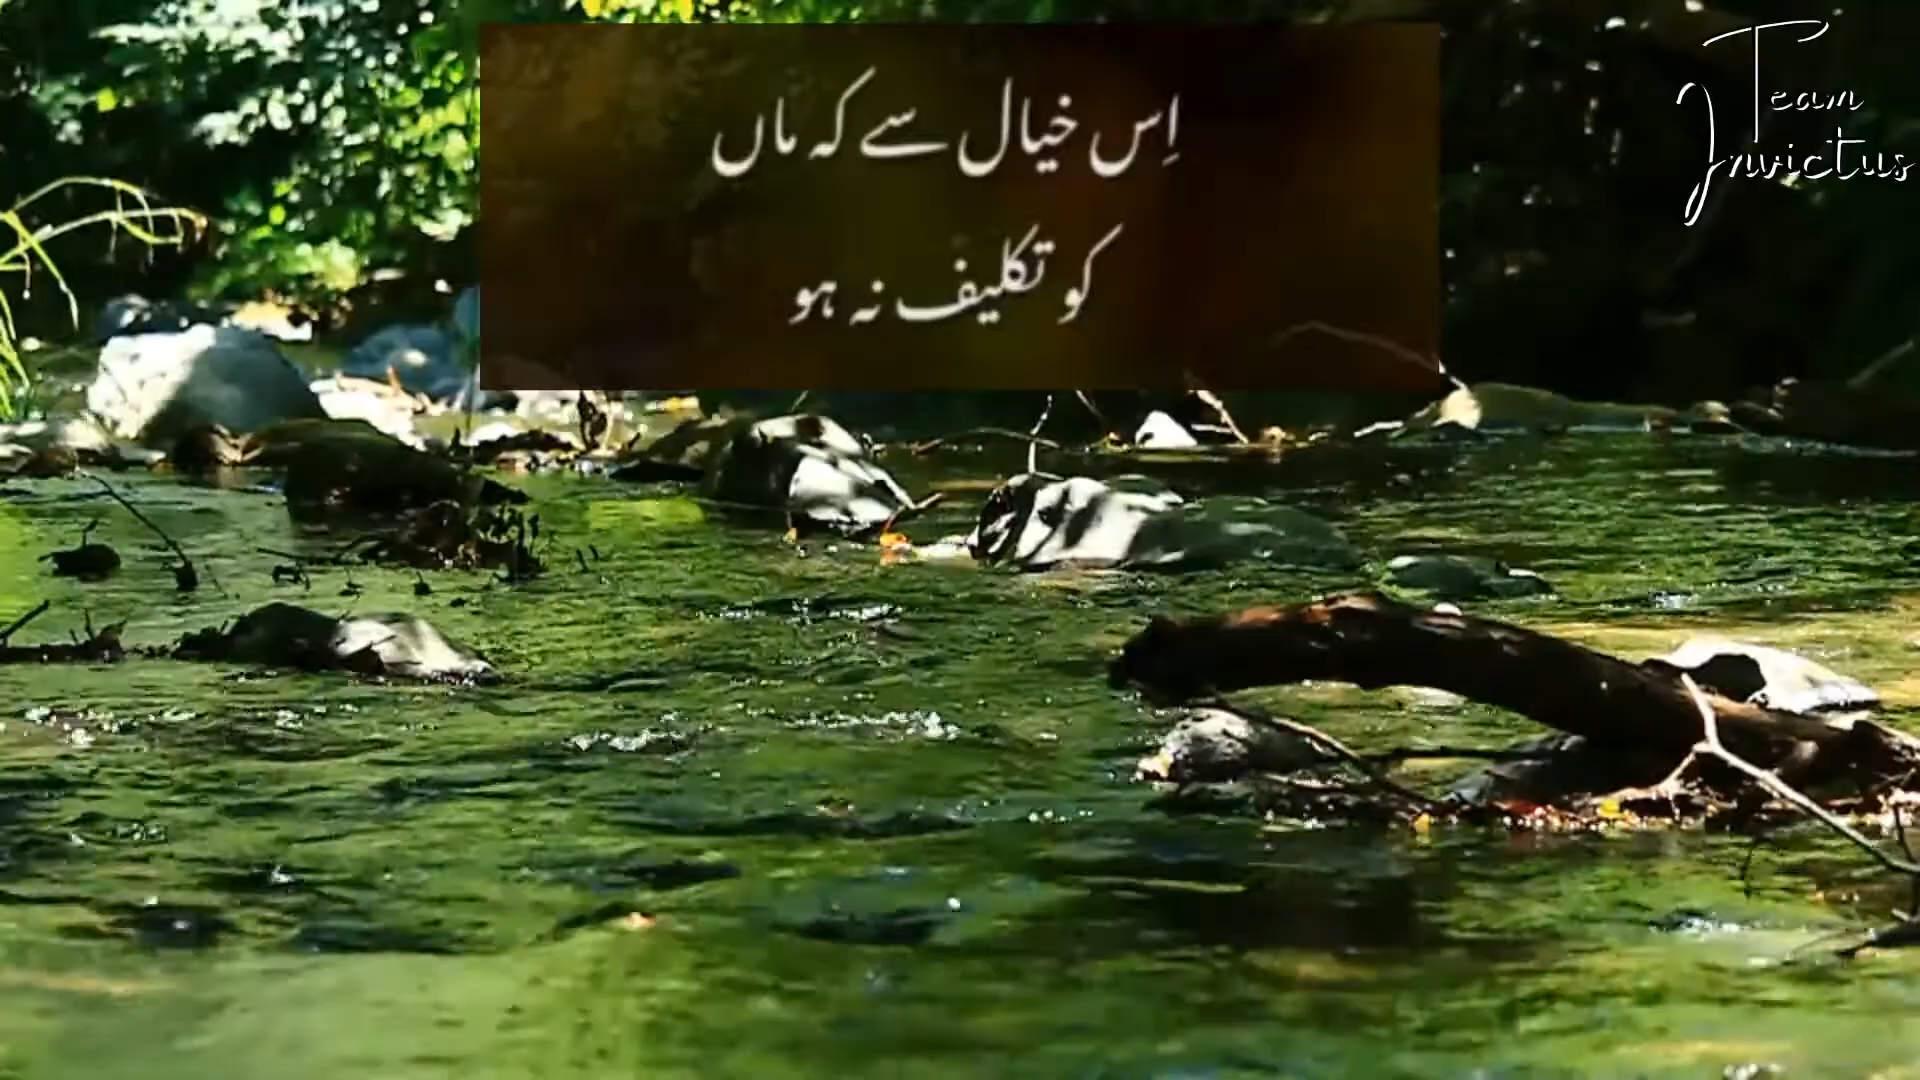 اِس خیال سے کہ ماں
کو تکلیف نہ ہو
Team
Invictus